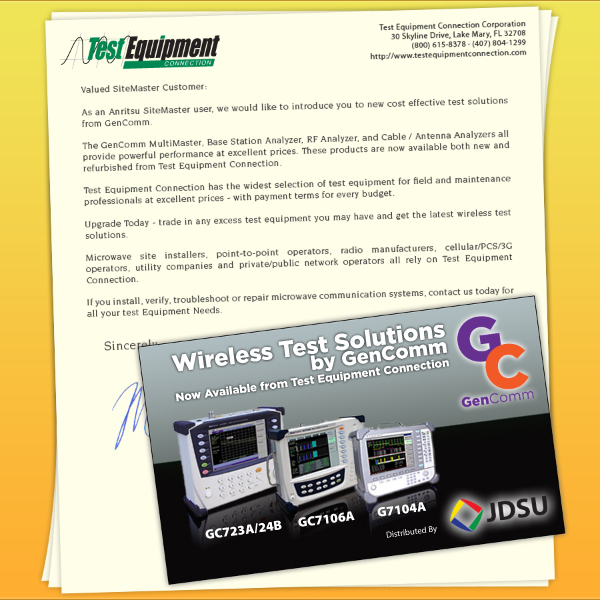 Test Equipment
CONNECTION
Test Equipment Connection Corporation
30 Skyline Drive, Lake Mary, FL 32708
(800) 615-8378 · (407) 804-1299
http://www.testequipmentconnection.com
Valued SiteMaster Customer:
As an Anritsu SiteMaster user, we would like to introduce you to new cost effective test solutions
from GenComm.
The GenComm MultiMaster, Base Station Analyzer, RF Analyzer, and Cable / Antenna Analyzers all
provide powerful performance at excellent prices. These products are now available both new and
refurbished from Test Equipment Connection.
Test Equipment Connection has the widest selection of test equipment for field and maintenance
professionals at excellent prices - with payment terms for every budget.
Upgrade Today - trade in any excess test equipment you may have and get the latest wireless test
solutions.
Microwave site installers, point-to-point operators, radio manufacturers, cellular/PCS/3G
operators, utility companies and private/public network operators all rely on Test Equipment
Connection.
If you install, verify, troubleshoot or repair microwave communication systems, contact us today for
all your test Equipment Needs.
Sincerely
Wireless Test Solutions
by GenComm
Now Available from Test Equipment Connection
GC
GenComm
GC723A/24B
GC7106A
G7104A
Distributed By
JDSU